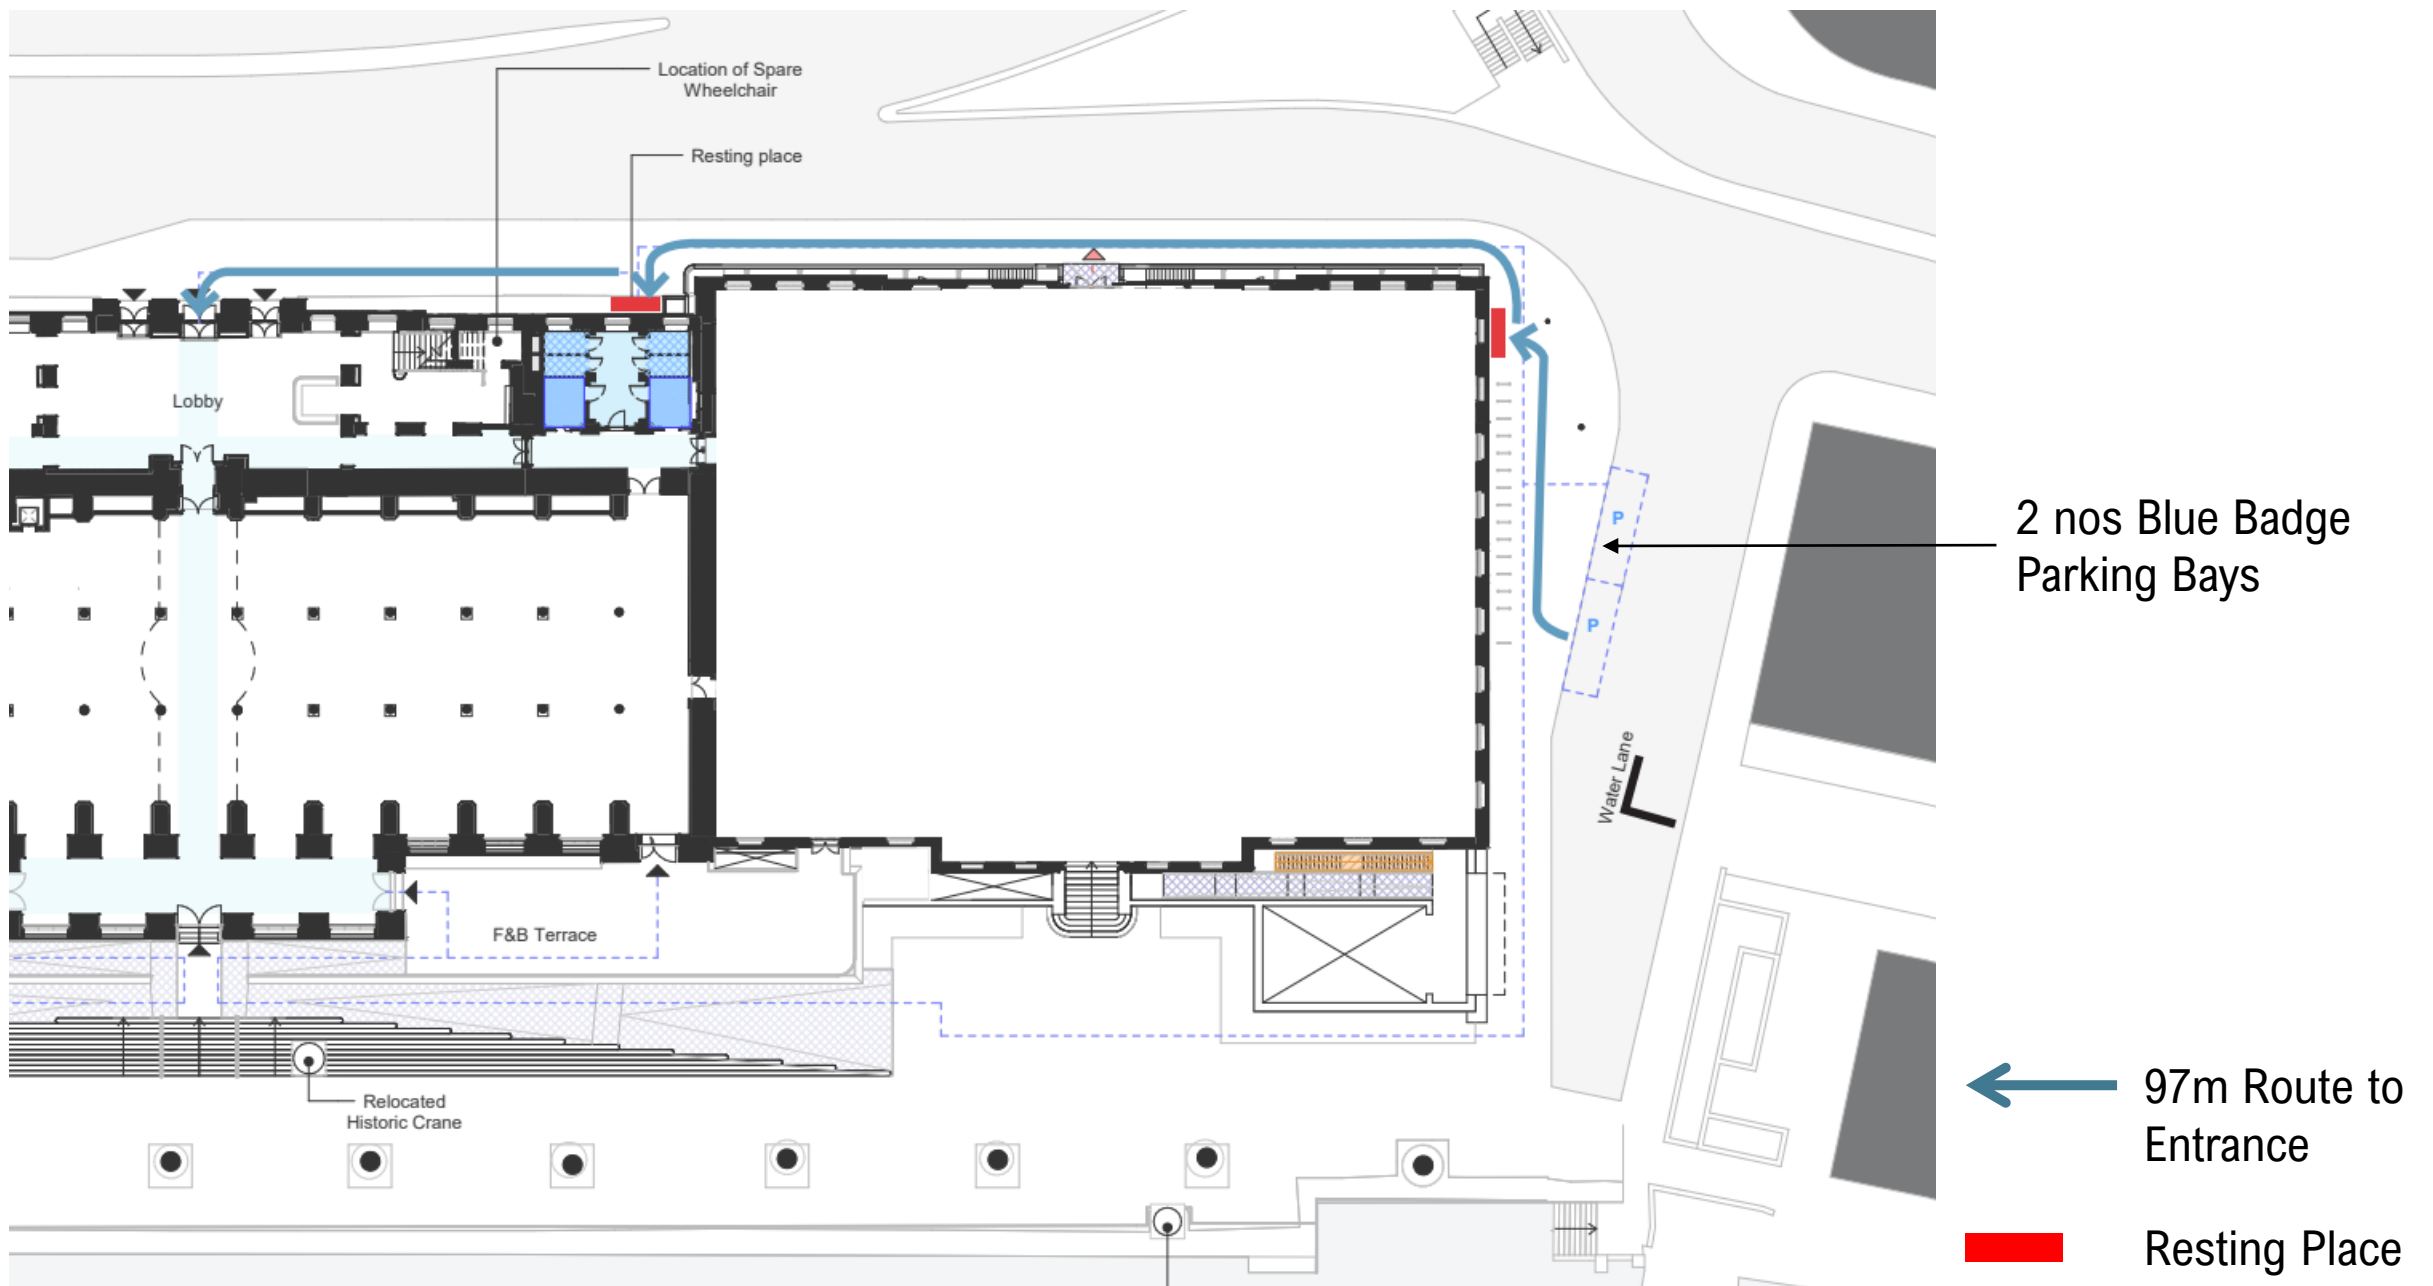 Location of Spare
Wheelchair
Resting place
Lobby
P
P
2 nos Blue Badge
Parking Bays
Water Lane
F&B Terrace
Relocated
Historic Crane
97m Route to
Entrance
Resting Place